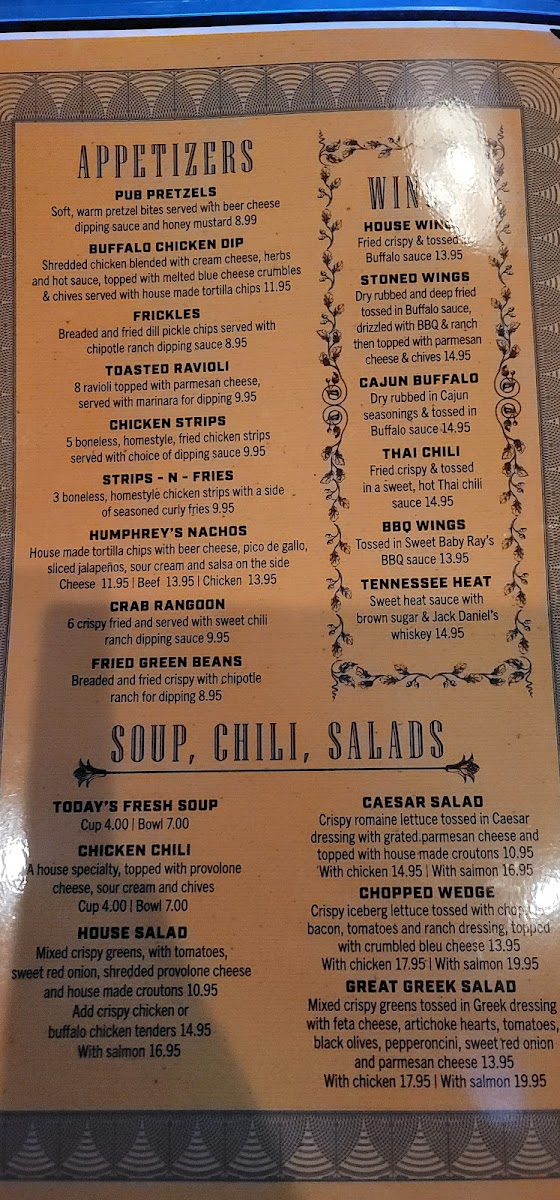 APPETIZERS
PUB PRETZELS
Soft, warm pretzel bites served with beer cheese
dipping sauce and honey mustard 8.99
BUFFALO CHICKEN DIP
Shredded chicken blended with cream cheese, herbs
and hot sauce, topped with melted blue cheese crumbles
& chives served with house made tortilla chips 11.95
FRICKLES
Breaded and fried dill pickle chips served with
chipotle ranch dipping sauce 8.95
TOASTED RAVIOLI
8 ravioli topped with parmesan cheese,
served with marinara for dipping 9.95
CHICKEN STRIPS
5 boneless, homestyle, fried chicken strips
served with choice of dipping sauce 9.95
STRIPS - N - FRIES
3 boneless, homestyle chicken strips with a side
of seasoned curly fries 9.95
HUMPHREY'S NACHOS
House made tortilla chips with beer cheese, pico de gallo,
sliced jalapeños, sour cream and salsa on the side
Cheese 11.95 | Beef 13.95 | Chicken 13.95
CRAB RANGOON
6 crispy fried and served with sweet chili
ranch dipping sauce 9.95
FRIED GREEN BEANS
Breaded and fried crispy with chipotle
ranch for dipping 8.95
HOUSE
Fried crispy & tossed
Buffalo sauce 13.95
STONED WINGS
Dry rubbed and deep fried
tossed in Buffalo sauce,
drizzled with BBQ & ranch
then topped with parmesan
cheese & chives 14.95
CAJUN BUFFALO
Dry rubbed in Cajun
seasonings & tossed in
Buffalo sauce 14.95
THAI CHILI
Fried crispy & tossed
in a sweet, hot Thai chili
sauce 14.95
BBQ WINGS
Tossed in Sweet Baby Ray's
BBQ sauce 13.95
TENNESSEE HEAT
Sweet heat sauce with
brown sugar & Jack Daniel's
whiskey 14.95
SOUP, CHILI, SALADS
TODAY'S FRESH SOUP
Cup 4.00 | Bowl 7.00
CHICKEN CHILI
A house specialty, topped with provolone
cheese, sour cream and chives
Cup 4.00 | Bowl 7.00
HOUSE SALAD
Mixed crispy greens, with tomatoes,
sweet red onion, shredded provolone cheese
and house made croutons 10.95
Add crispy chicken or
buffalo chicken tenders 14.95
With salmon 16.95
CAESAR SALAD
Crispy romaine lettuce tossed in Caesar
dressing with grated parmesan cheese and
topped with house made croutons 10.95
With chicken 14.95 | With salmon 16.95
CHOPPED WEDGE
Crispy iceberg lettuce tossed with
bacon, tomatoes and ranch dressing, topped
with crumbled bleu cheese 13.95
With chicken 17.95 | With salmon 19.95
GREAT GREEK SALAD
Mixed crispy greens tossed in Greek dressing
with feta cheese, artichoke hearts, tomatoes,
black olives, pepperoncini, sweet red onion
and parmesan cheese 13.95
With chicken 17.95 | With salmon 19.95